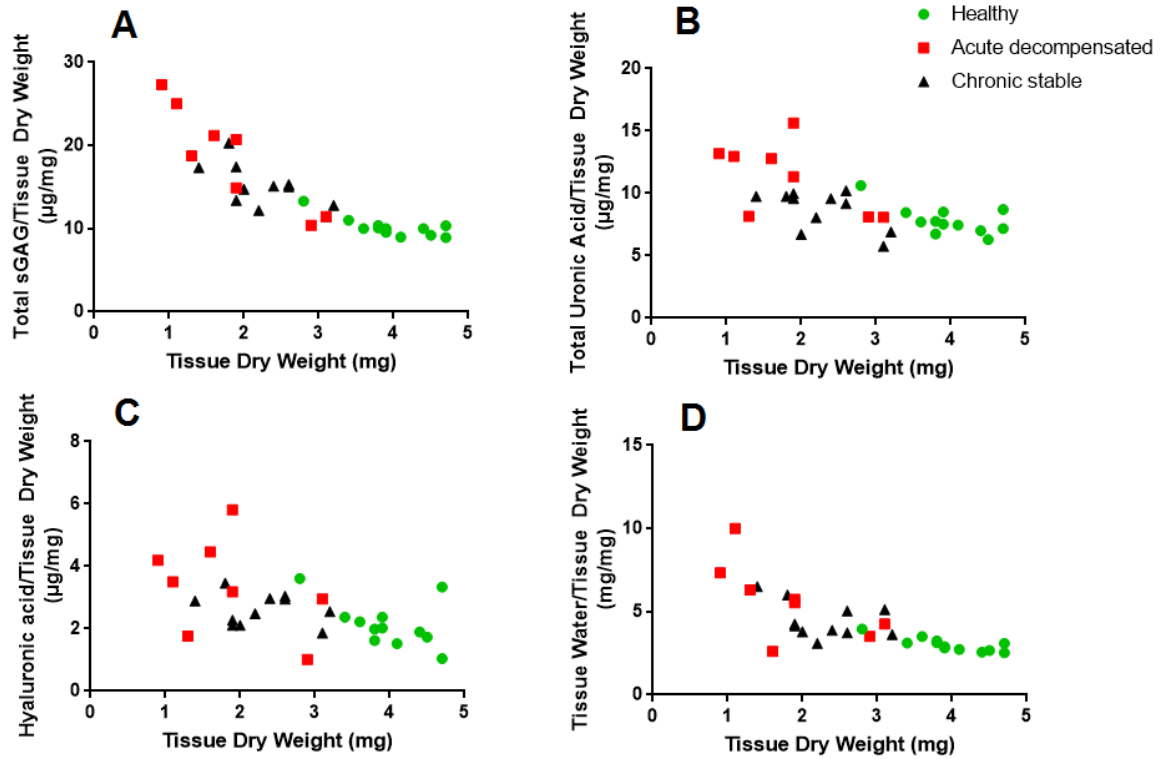 A
Total sGAG/Tissue Dry Weight
(µg/mg)
30
20
10
0
0 1 2 3 4 5
Tissue Dry Weight (mg)
B
Healthy
Acute decompensated
Chronic stable
Total Uronic Acid/Tissue Dry Weight
(µg/mg)
20
15
10
5
0
0 1 2 3 4 5
Tissue Dry Weight (mg)
C
Hyaluronic acid/Tissue Dry Weight
(µg/mg)
8
6
4
2
0
0 1 2 3 4 5
Tissue Dry Weight (mg)
D
Tissue Water/Tissue Dry Weight
(mg/mg)
15
10
5
0
0 1 2 3 4 5
Tissue Dry Weight (mg)